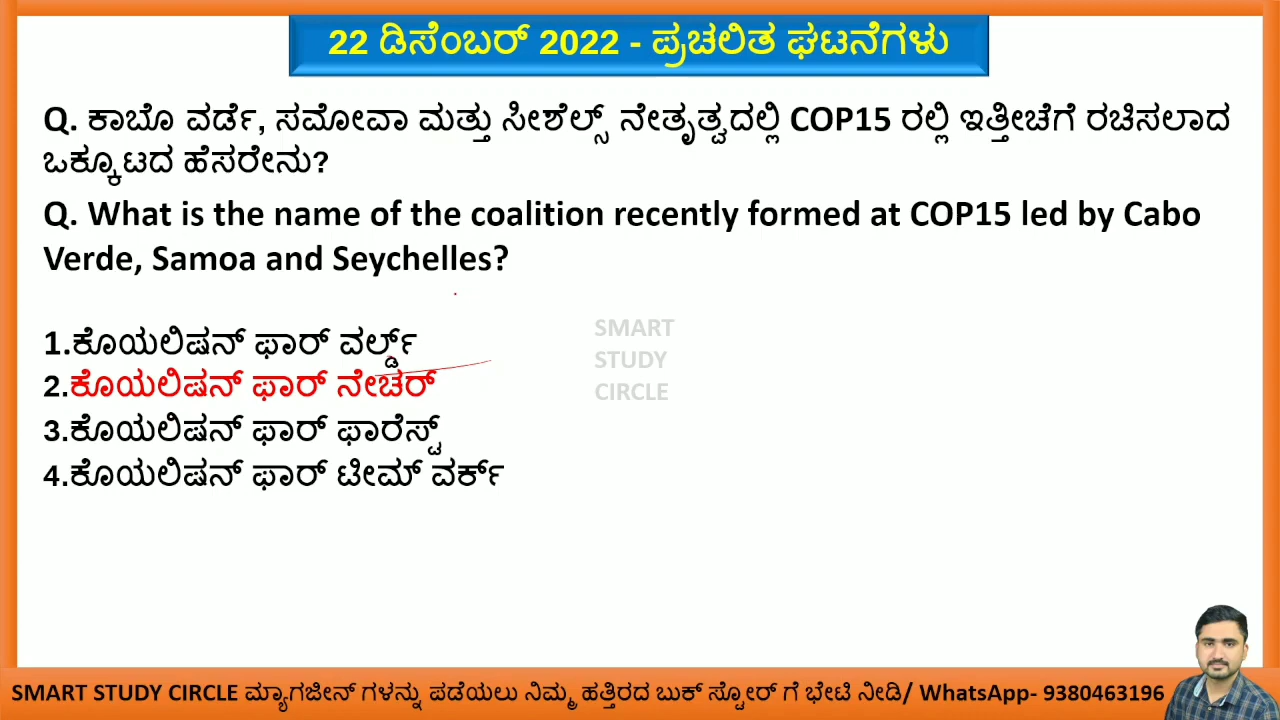 22 ಡಿಸೆಂಬರ್ 2022 - ಪ್ರಚಲಿತ ಘಟನೆಗಳು
Q. ಕಾಬೊ ವರ್ಡೆ, ಸಮೋವಾ ಮತ್ತು ಸೀಶೆಲ್ಸ್ ನೇತೃತ್ವದಲ್ಲಿ COP15 ರಲ್ಲಿ ಇತ್ತೀಚೆಗೆ ರಚಿಸಲಾದ
ಒಕ್ಕೂಟದ ಹೆಸರೇನು?
Q. What is the name of the coalition recently formed at COP15 led by Cabo
Verde, Samoa and Seychelles?
1.ಕೊಯಲಿಷನ್ ಫಾರ್ ವರ್ಲ್ಡ್
2.ಕೊಯಲಿಷನ್ ಫಾರ್ ನೇಚರ್
3.ಕೊಯಲಿಷನ್ ಫಾರ್ ಫಾರೆಸ್ಟ್
4.ಕೊಯಲಿಷನ್ ಫಾರ್ ಟೀಮ್ ವರ್ಕ್
SMART
STUDY
CIRCLE
SMART STUDY CIRCLE ಮ್ಯಾಗಜೀನ್ ಗಳನ್ನು ಪಡೆಯಲು ನಿಮ್ಮ ಹತ್ತಿರದ ಬುಕ್ ಸ್ಟೋರ್ ಗೆ ಭೇಟಿ ನೀಡಿ/ WhatsApp- 9380463196